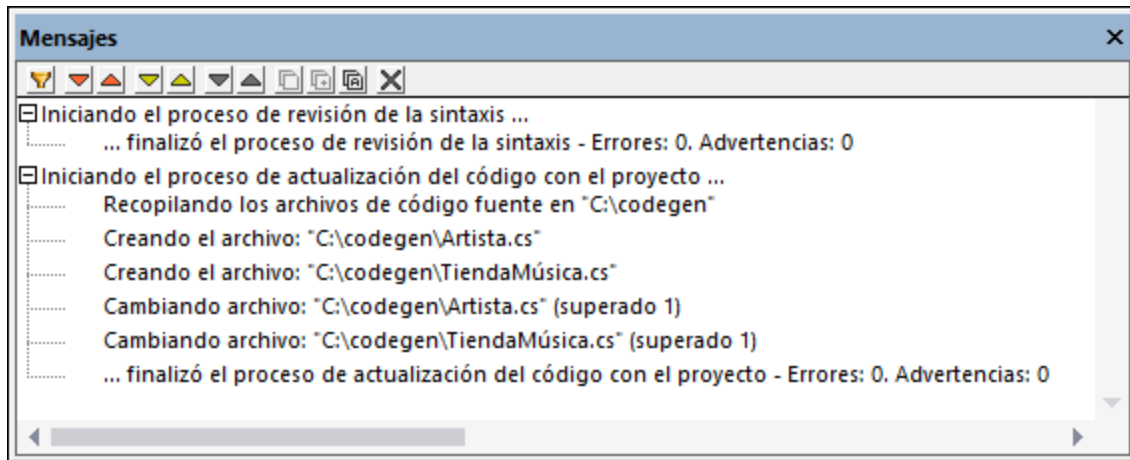 Mensajes
Iniciando el proceso de revisión de la sintaxis ...
... finalizó el proceso de revisión de la sintaxis - Errores: 0. Advertencias: 0
Iniciando el proceso de actualización del código con el proyecto ...
Recopilando los archivos de código fuente en "C:\codegen"
Creando el archivo: "C:\codegen\Artista.cs"
Creando el archivo: "C:\codegen\TiendaMúsica.cs"
Cambiando archivo: "C:\codegen\Artista.cs" (superado 1)
Cambiando archivo: "C:\codegen\TiendaMúsica.cs" (superado 1)
... finalizó el proceso de actualización del código con el proyecto - Errores: 0. Advertencias: 0